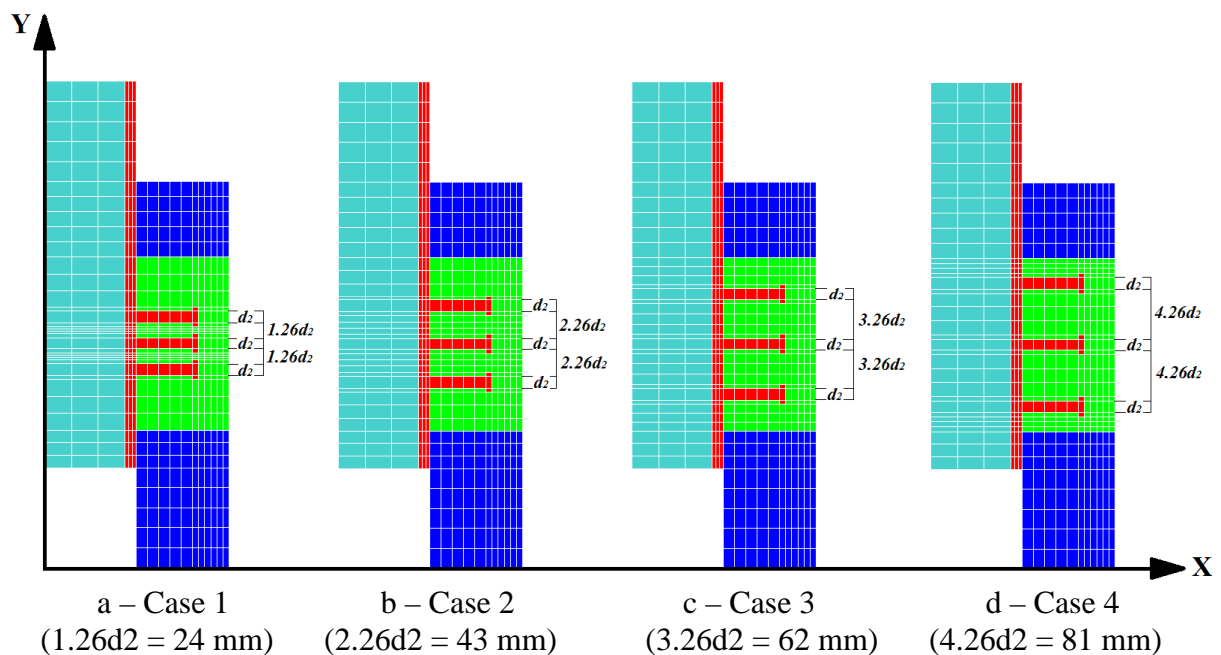 Y
d2
1.26d2
d2
1.26d2
d2
d2
2.26d2
d2
2.26d2
d2
d2
3.26d2
d2
3.26d2
d2
d2
4.26d2
d2
4.26d2
d2
X
a – Case 1
(1.26d2 = 24 mm)
b – Case 2
(2.26d2 = 43 mm)
c – Case 3
(3.26d2 = 62 mm)
d – Case 4
(4.26d2 = 81 mm)